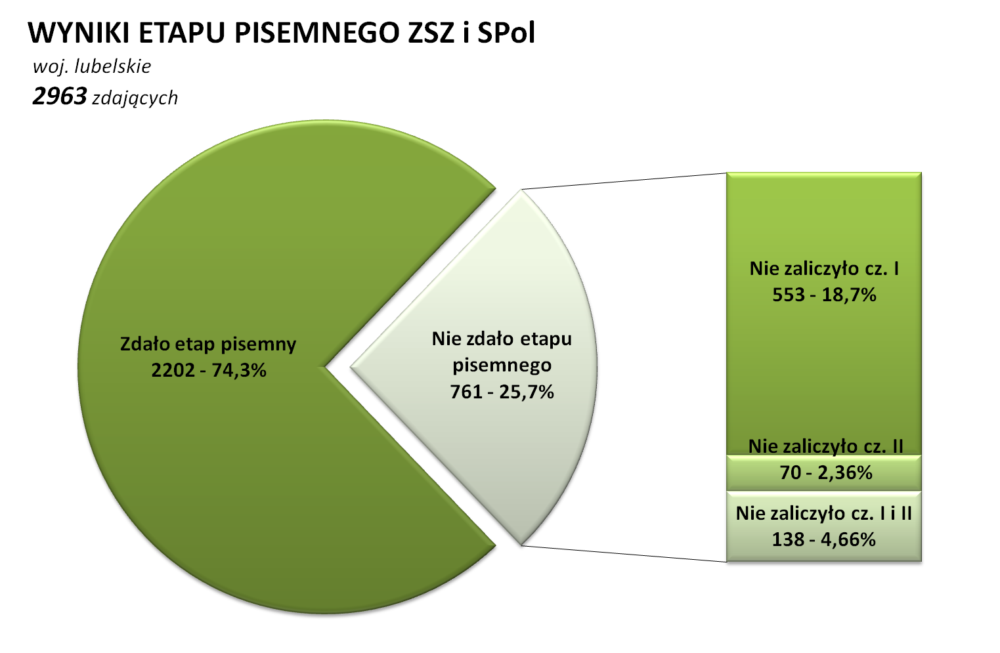 WYNIKI ETAPU PISEMNEGO ZSZ i SPol
woj. lubelskie
2963 zdających
Zdało etap pisemny
2202 - 74,3%
Nie zdało etapu
pisemnego
761 - 25,7%
Nie zaliczyło cz. I
553 - 18,7%
Nie zaliczyło cz. II
70 - 2,36%
Nie zaliczyło cz. I i II
138 - 4,66%